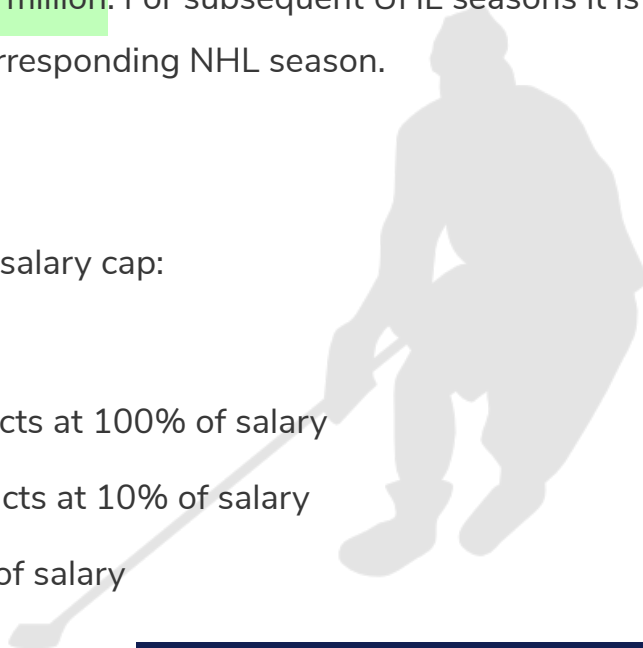 million. For subsequent UHL seasons it is
rresponding NHL season.
salary cap:
cts at 100% of salary
cts at 10% of salary
of salary